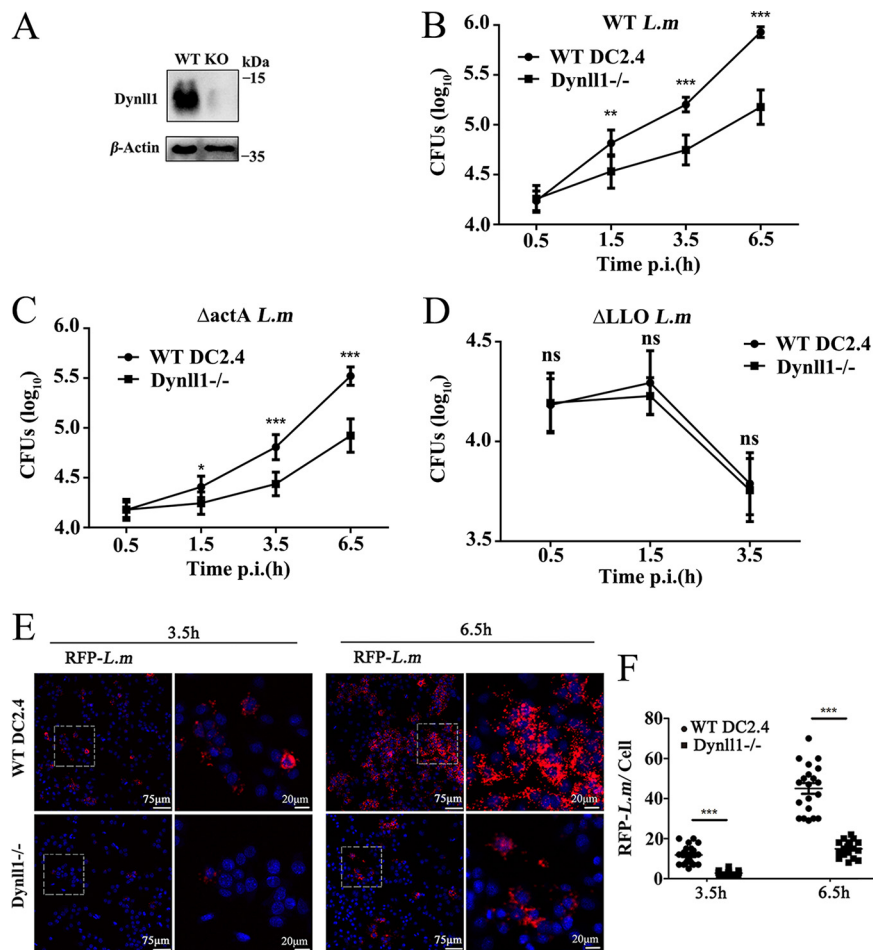 A
WT KO kDa
–15
Dynll1
β-Actin
–35
B
WT L.m
WT DC2.4
Dynll1-/-
CFUs (log10)
6.0
5.5
5.0
4.5
4.0
**
***
***
0.5 1.5 3.5 6.5
Time p.i.(h)
C
ΔactA L.m
WT DC2.4
Dynll1-/-
CFUs (log10)
6.0
5.5
5.0
4.5
4.0
*
***
***
0.5 1.5 3.5 6.5
Time p.i.(h)
D
ΔLLO L.m
WT DC2.4
Dynll1-/-
CFUs (log10)
4.5
4.0
3.5
ns
ns
ns
0.5 1.5 3.5
Time p.i.(h)
E
3.5h 6.5h
RFP-L.m RFP-L.m
WT DC2.4
75μm 20μm 75μm 20μm
Dynll1-/-
75μm 20μm 75μm 20μm
F
WT DC2.4
Dynll1-/-
RFP-L.m/ Cell
80
60
40
20
0
***
***
3.5h 6.5h